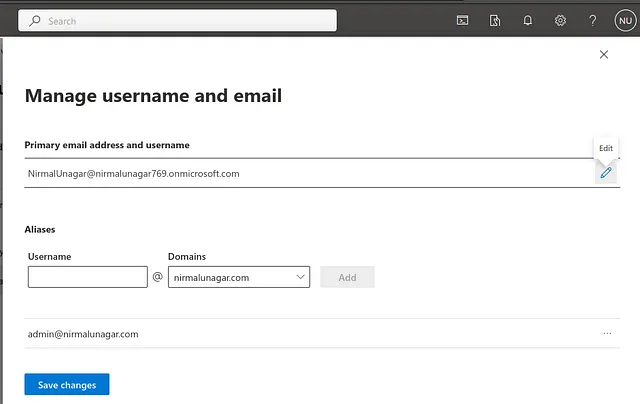 Search
NU
Manage username and email
Primary email address and username
Edit
NirmalUnagar@nirmalunagar769.onmicrosoft.com
Aliases
Username
Domains
@
nirmalunagar.com
Add
admin@nirmalunagar.com
...
Save changes